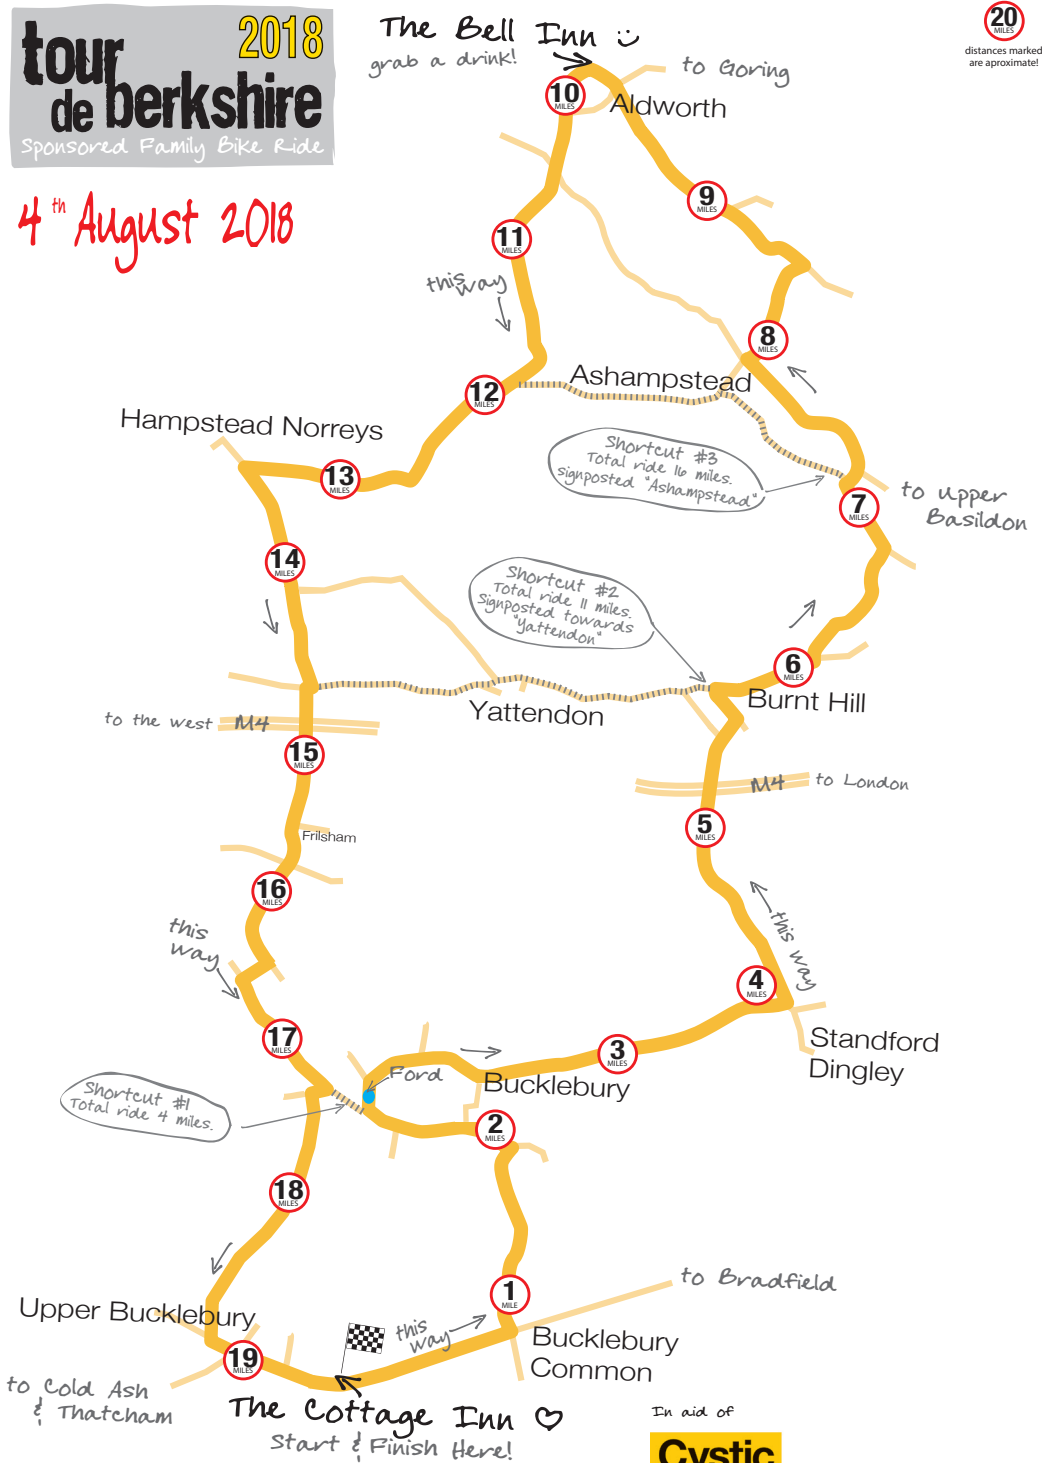 tour
2018
de berkshire
Sponsored Family Bike Ride
4th August 2018
The Bell Inn
grab a drink!
20
MILES
distances marked
are aproximate!
to Goring
10
MILES
Aldworth
9
MILES
11
MILES
this
way
8
MILES
12
MILES
Ashampstead
Hampstead Norreys
Shortcut #3
Total ride 16 miles.
signposted "Ashampstead"
13
MILES
7
MILES
to upper
Basildon
14
MILES
Shortcut #2
Total ride 11 miles.
Signposted towards
"Yattendon"
6
MILES
Burnt Hill
Yattendon
to the west M4
15
MILES
M4 to London
5
MILES
Frilsham
16
MILES
this
way
this way
4
MILES
17
MILES
Standford
Dingley
3
MILES
Ford
Bucklebury
Shortcut #1
Total ride 4 miles.
2
MILES
18
MILES
to Bradfield
1
MILE
Upper Bucklebury
this
way
Bucklebury
Common
19
MILES
to Cold Ash
& Thatcham
The Cottage Inn
Start & Finish Here!
In aid of
Cystic